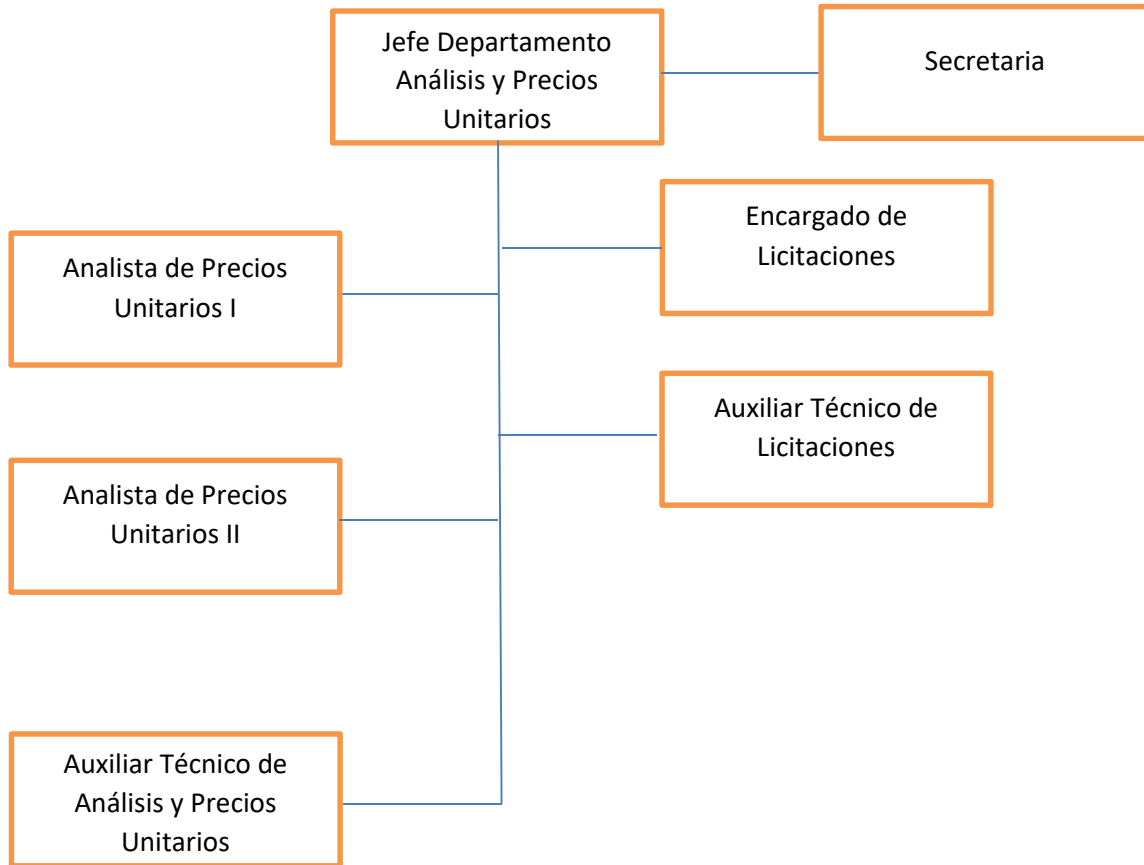 Jefe Departamento
Análisis y Precios
Unitarios
Secretaria
Encargado de
Licitaciones
Analista de Precios
Unitarios I
Auxiliar Técnico de
Licitaciones
Analista de Precios
Unitarios II
Auxiliar Técnico de
Análisis y Precios
Unitarios